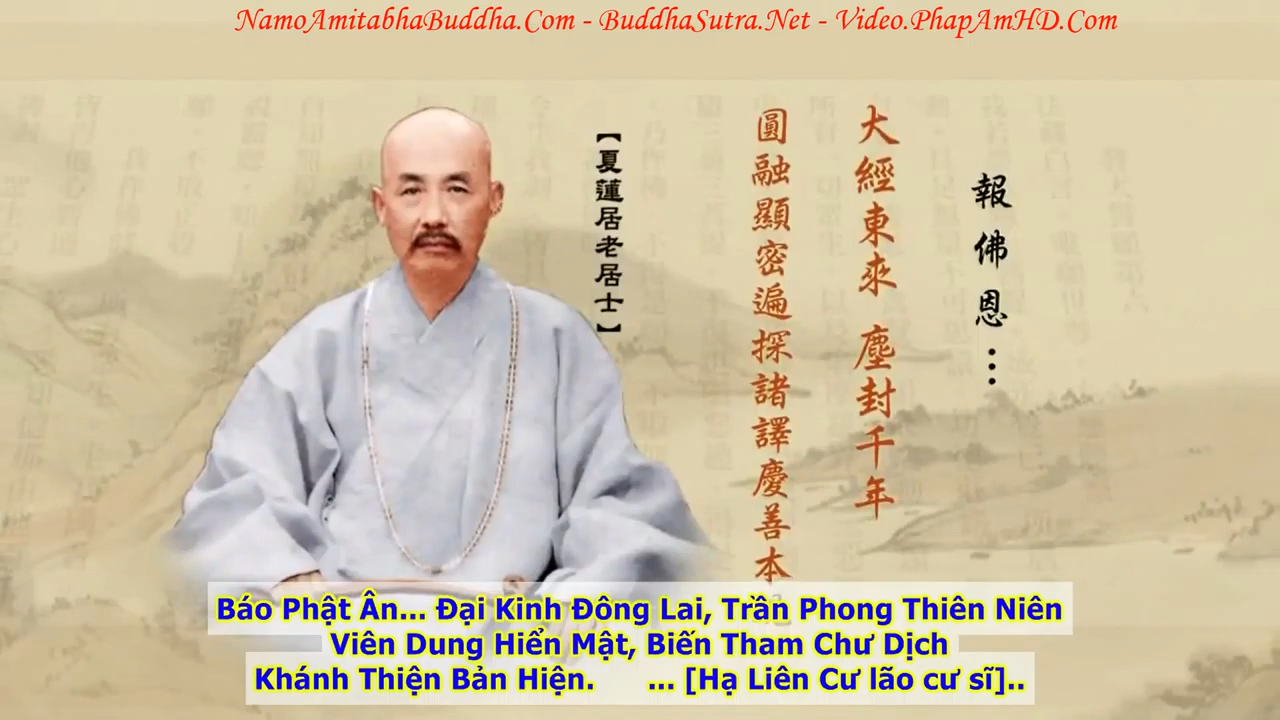 NamoAmitabhaBuddha.Com - BuddhaSutra.Net - Video.PhapAmHD.Com
報佛恩…
大經東來 塵封千年
圓融顯密遍探諸譯慶善本
【夏蓮居老居士】
Báo Phật Ân... Đại Kinh Đông Lai, Trần Phong Thiên Niên
Viên Dung Hiển Mật, Biến Tham Chư Dịch
Khánh Thiện Bản Hiện. ... [Hạ Liên Cư lão cư sĩ]..